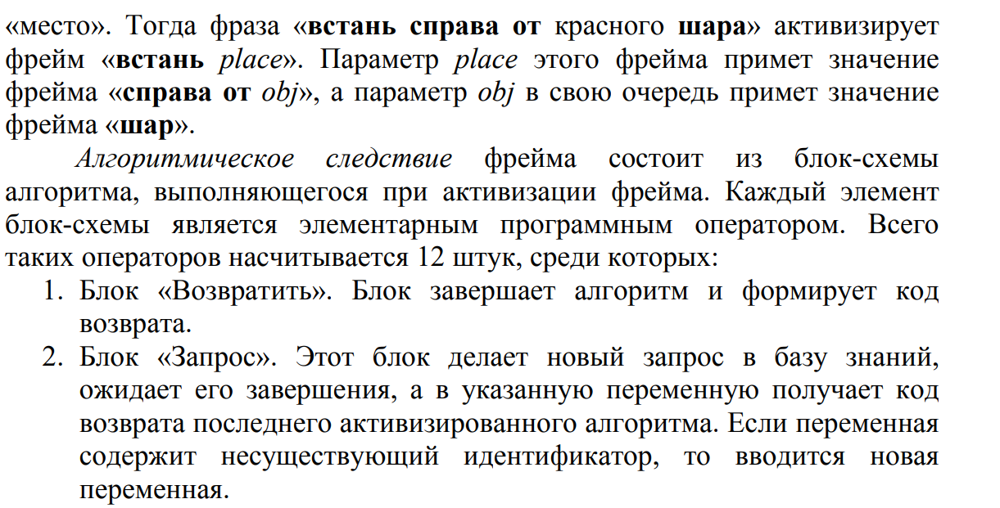 «место». Тогда фраза «встань справа от красного шара» активизирует
фрейм «встань place». Параметр place этого фрейма примет значение
фрейма «справа от obj», а параметр obj в свою очередь примет значение
фрейма «шар».
Алгоритмическое следствие фрейма состоит из блок-схемы
алгоритма, выполняющегося при активизации фрейма. Каждый элемент
блок-схемы является элементарным программным оператором. Всего
таких операторов насчитывается 12 штук, среди которых:
1. Блок «Возвратить». Блок завершает алгоритм и формирует код
возврата.
2. Блок «Запрос». Этот блок делает новый запрос в базу знаний,
ожидает его завершения, а в указанную переменную получает код
возврата последнего активизированного алгоритма. Если переменная
содержит несуществующий идентификатор, то вводится новая
переменная.